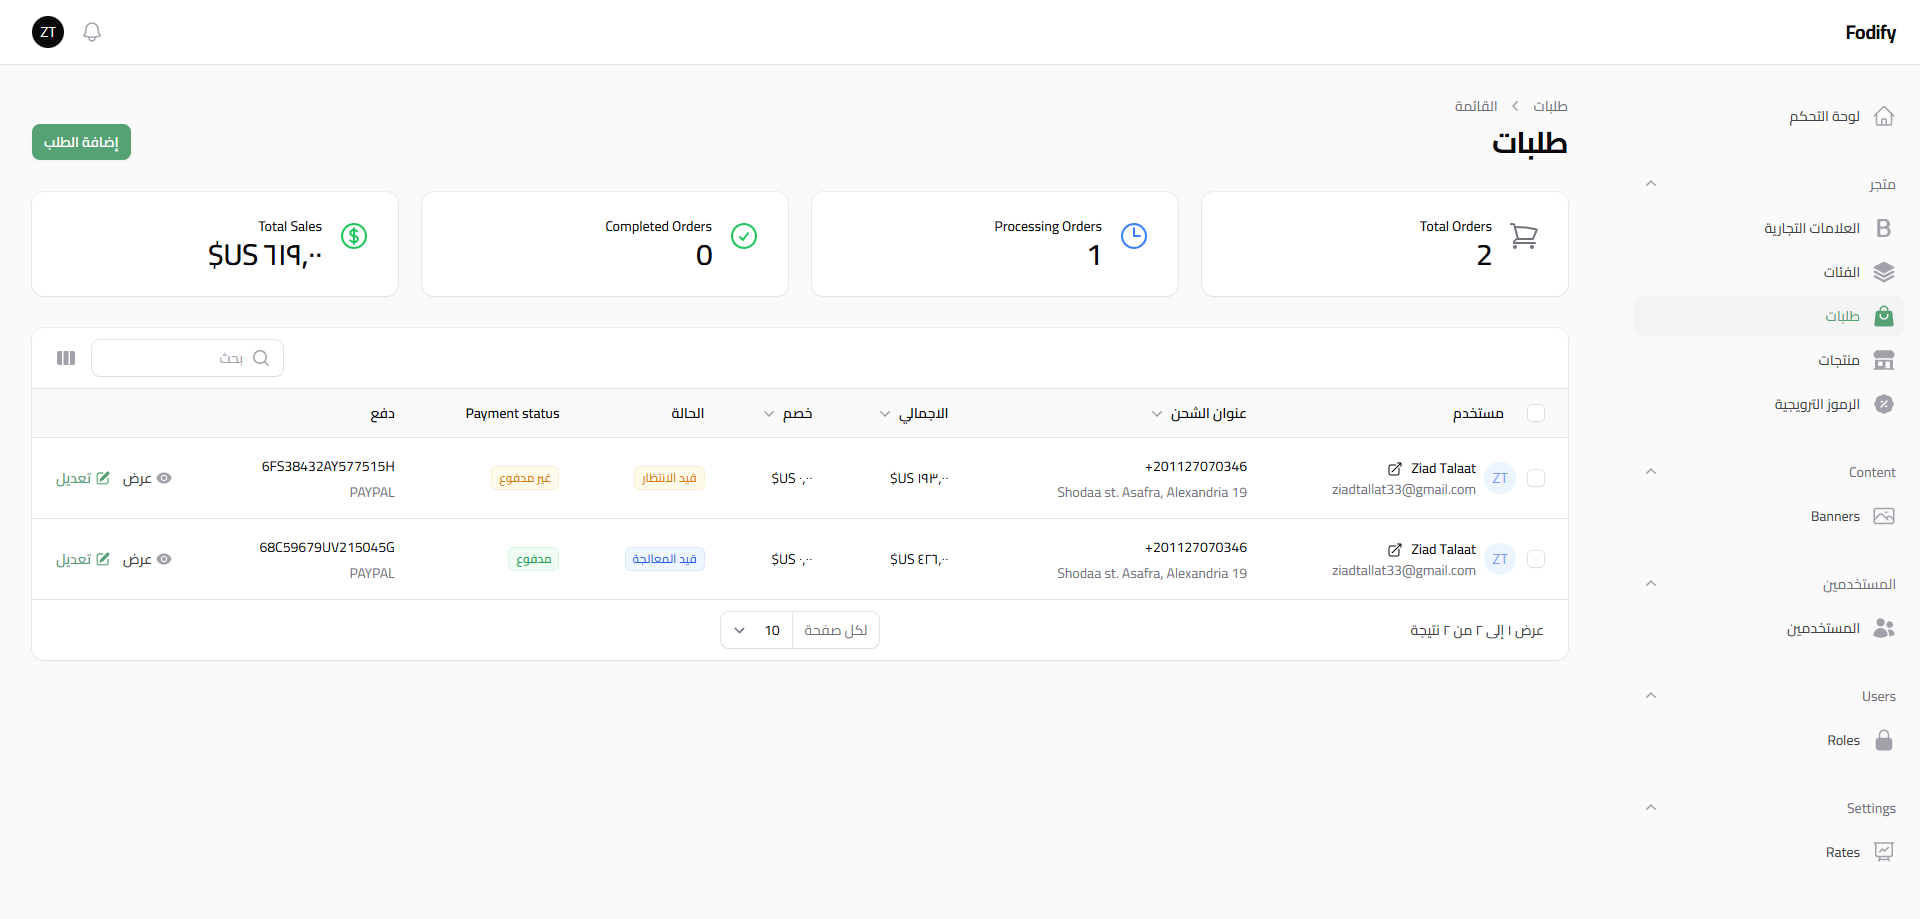 Fodify
ZT
لوحة التحكم
متجر
العلامات التجارية
الفئات
طلبات
منتجات
الرموز الترويجية
Content
Banners
المستخدمين
المستخدمين
Users
Roles
Settings
Rates
طلبات
القائمة
طلبات
إضافة الطلب
Total Orders
2
Processing Orders
1
Completed Orders
0
Total Sales
٦١٩,٠٠ US$
بحث
مستخدم
عنوان الشحن
الاجمالي
خصم
الحالة
Payment status
دفع
ZT
Ziad Talaat
ziadtallat33@gmail.com
+201127070346
Shodaa st. Asafra, Alexandria 19
١٩٣,٠٠ US$
٠,٠٠ US$
قيد الانتظار
غير مدفوع
6FS38432AY577515H
PAYPAL
عرض
تعديل
ZT
Ziad Talaat
ziadtallat33@gmail.com
+201127070346
Shodaa st. Asafra, Alexandria 19
٤٢٦,٠٠ US$
٠,٠٠ US$
قيد المعالجة
مدفوع
68C59679UV215045G
PAYPAL
عرض
تعديل
عرض ١ إلى ٢ من ٢ نتيجة
لكل صفحة
10